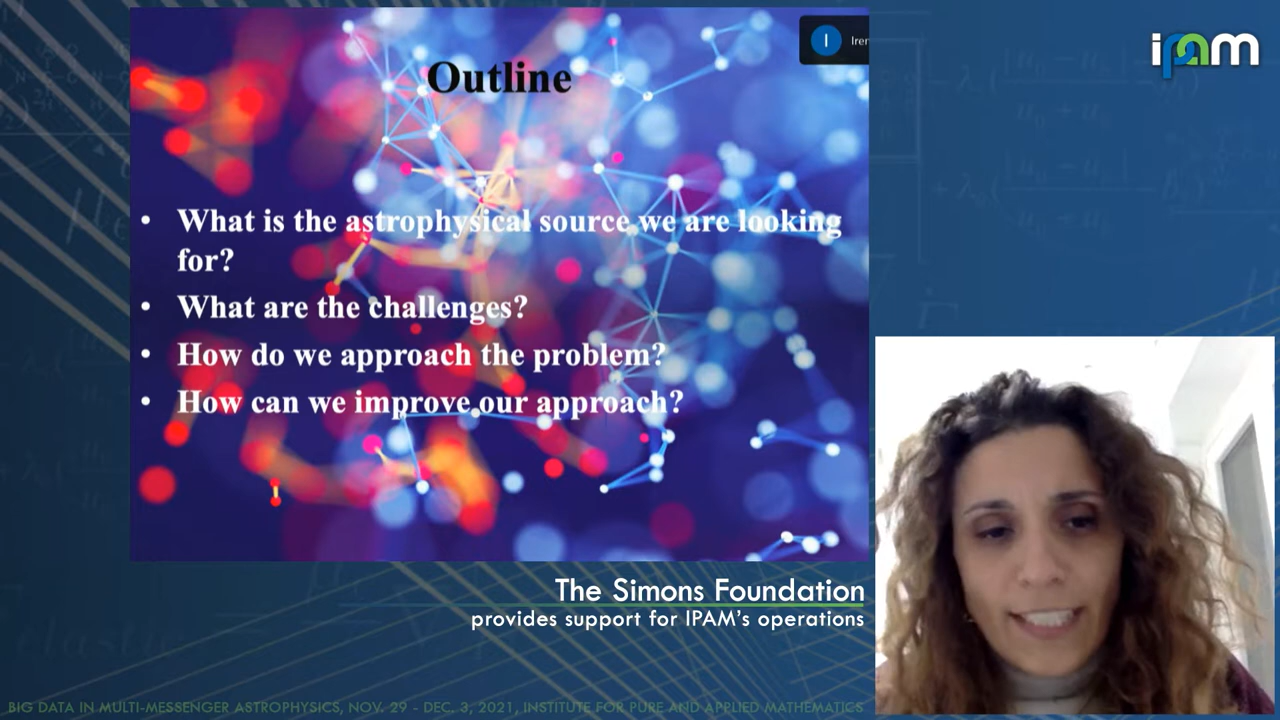 Outline
I Iren
ipam
• What is the astrophysical source we are looking
for?
• What are the challenges?
• How do we approach the problem?
• How can we improve our approach?
The Simons Foundation
provides support for IPAM’s operations
BIG DATA IN MULTI-MESSENGER ASTROPHYSICS, NOV. 29 - DEC. 3, 2021, INSTITUTE FOR PURE AND APPLIED MATHEMATICS